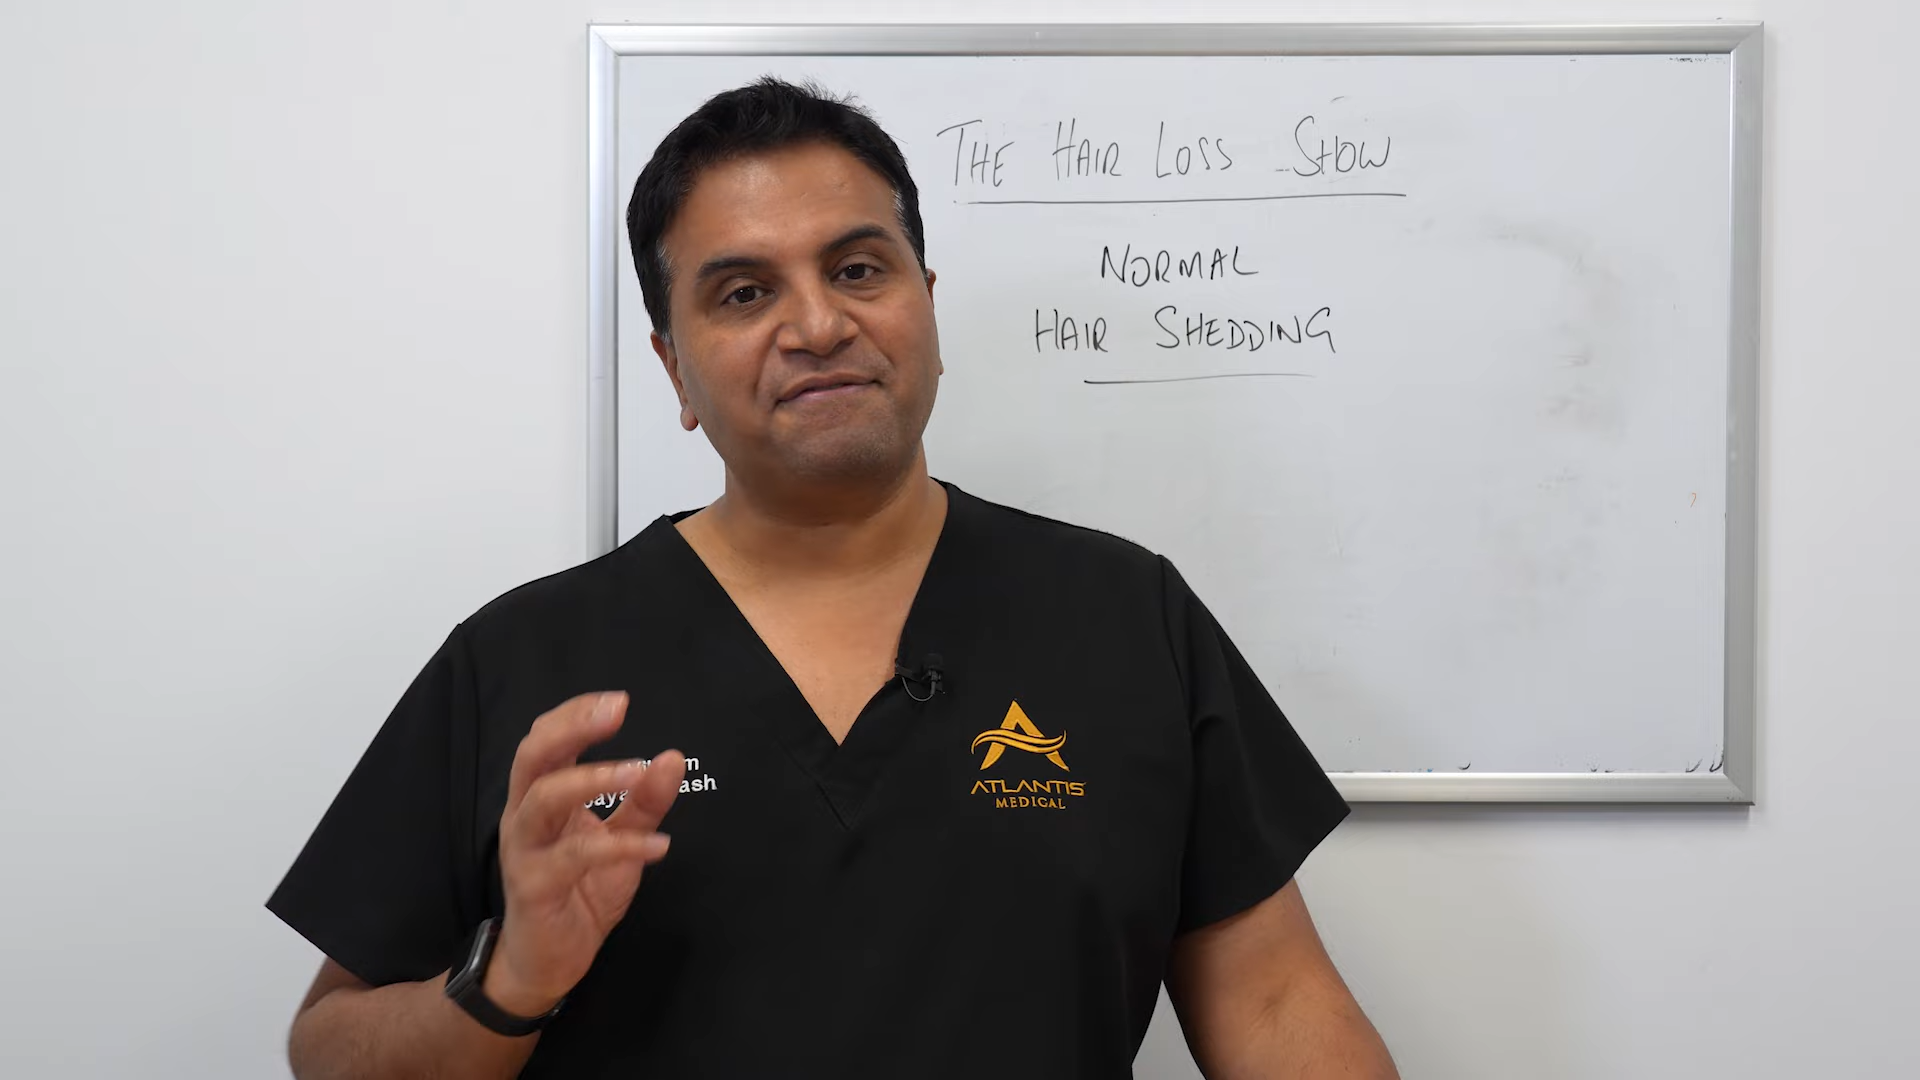 THE HAIR LOSS SHOW
NORMAL
HAIR SHEDDING
ATLANTIS
MEDICAL